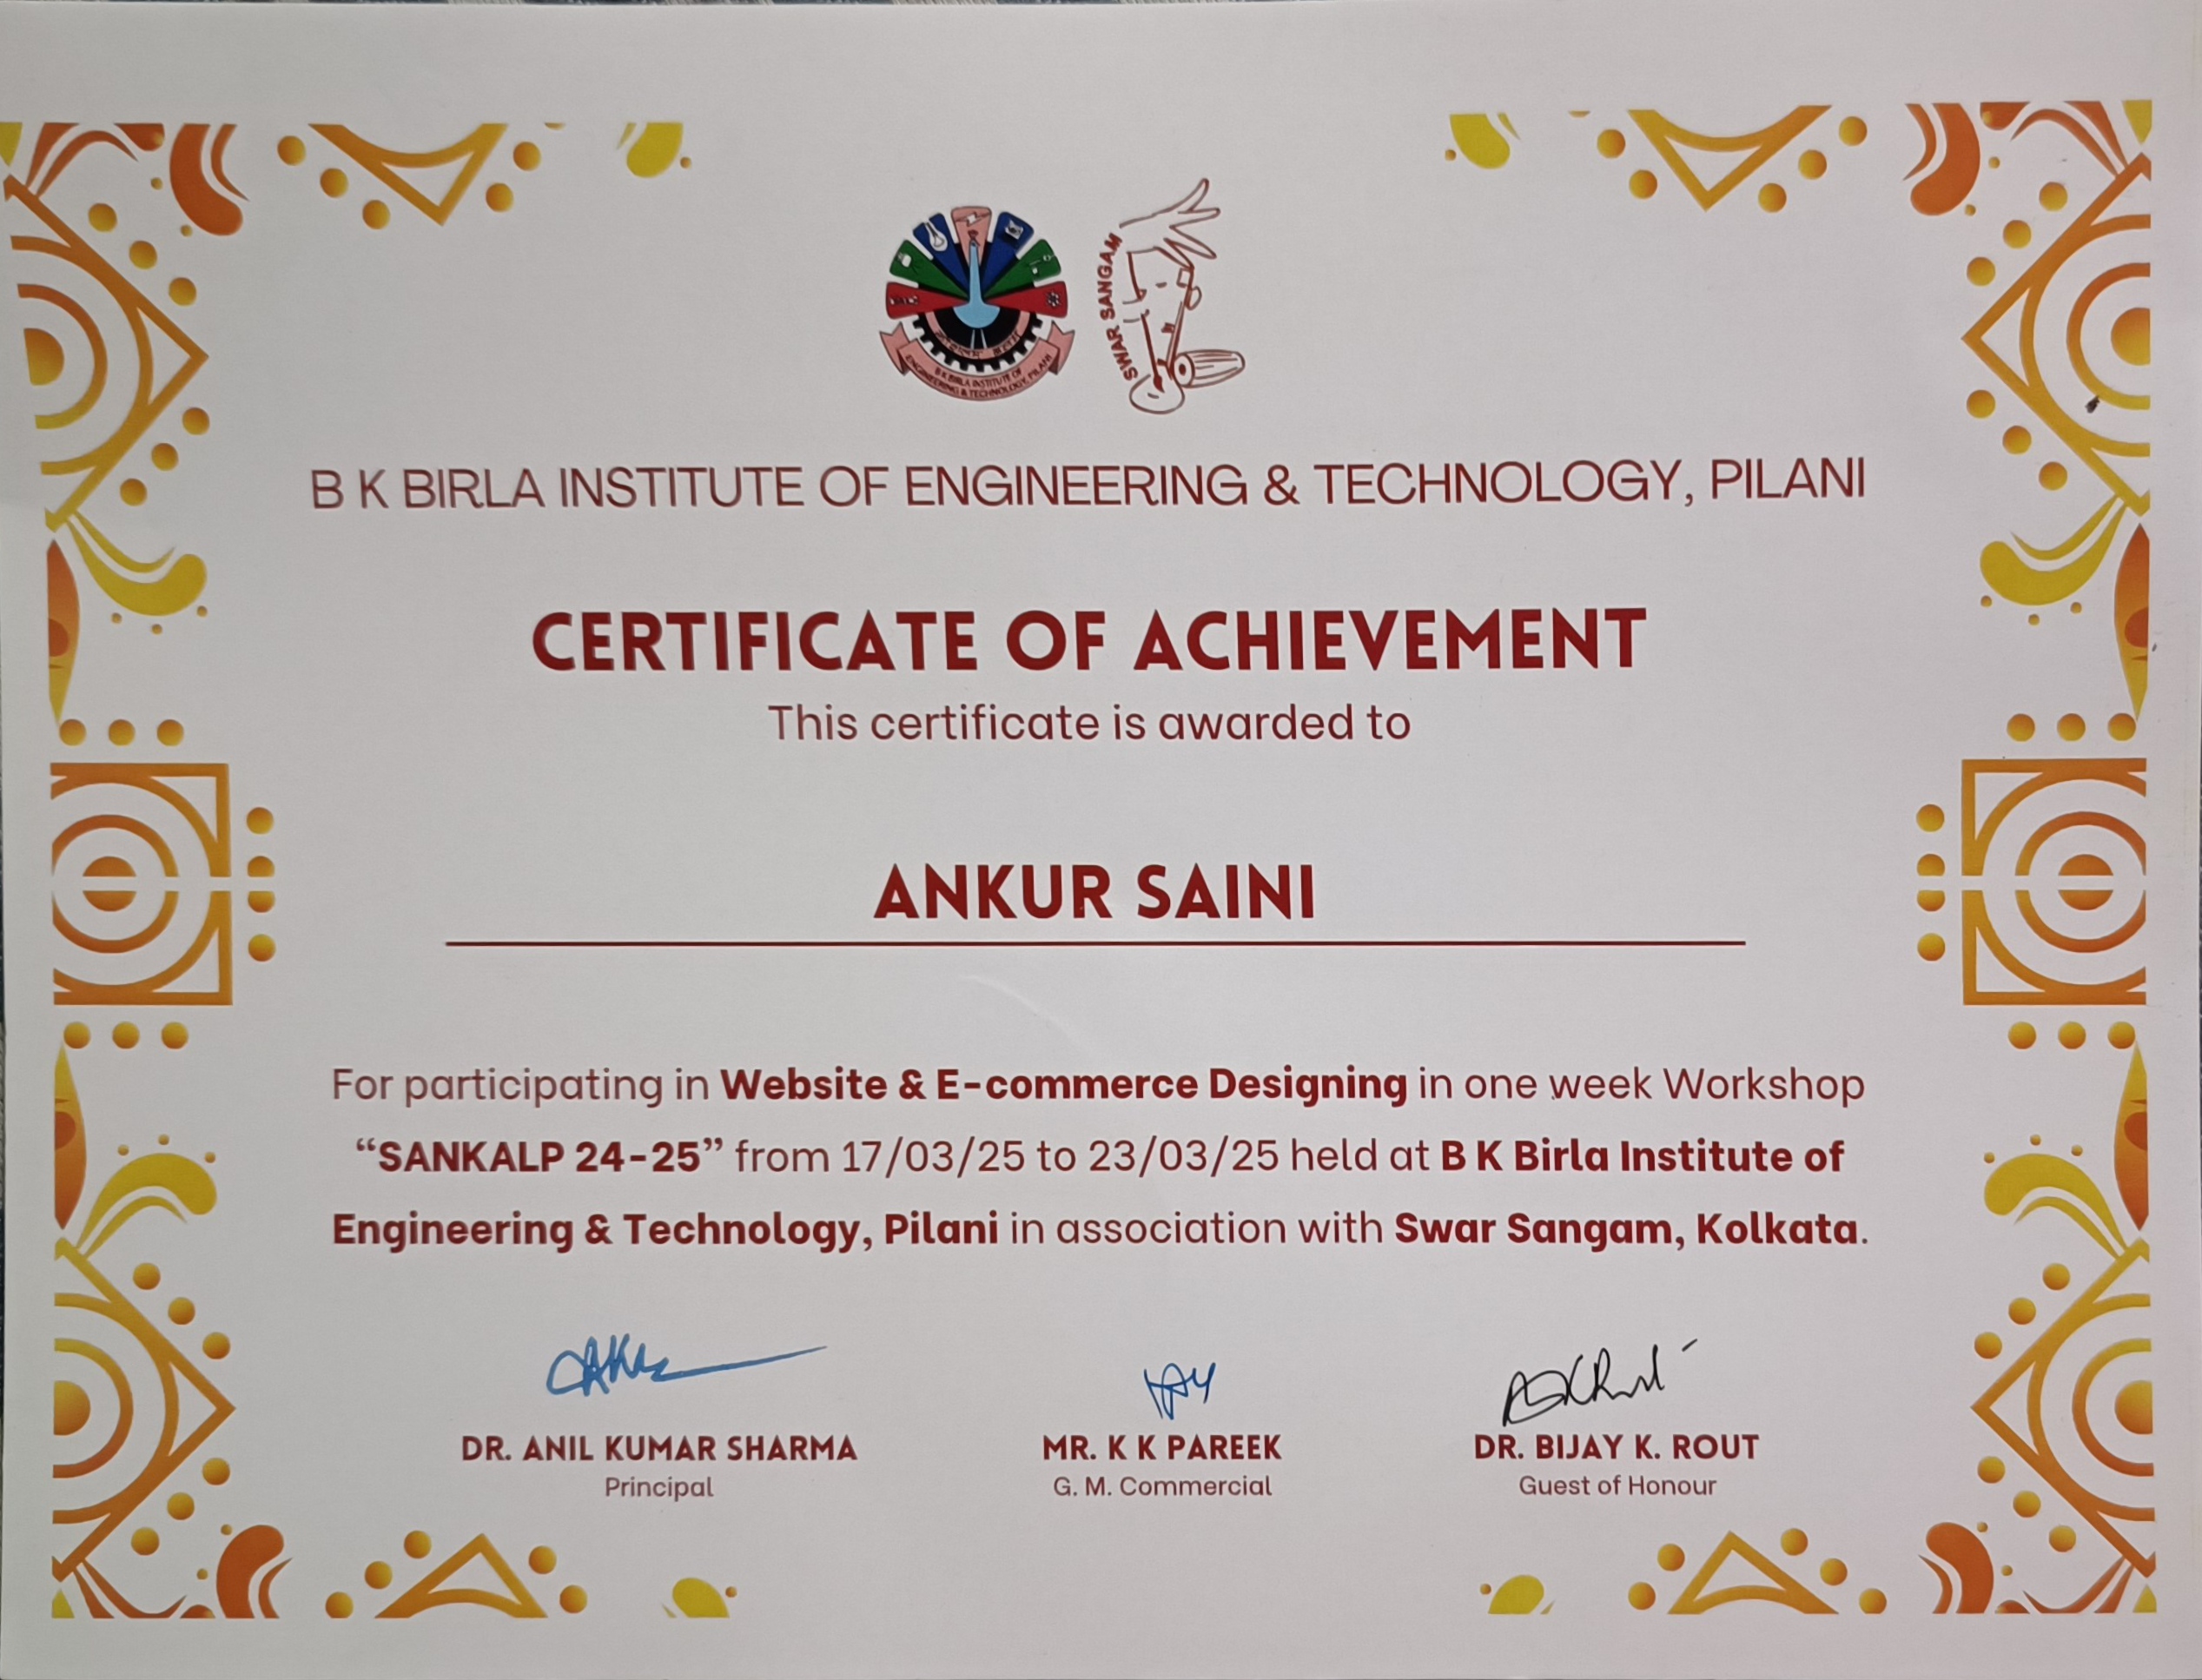 SWAR SANGAM
B K BIRLA INSTITUTE OF
ENGINEERING & TECHNOLOGY, PILANI
B K BIRLA INSTITUTE OF ENGINEERING & TECHNOLOGY, PILANI
CERTIFICATE OF ACHIEVEMENT
This certificate is awarded to
ANKUR SAINI
For participating in Website & E-commerce Designing in one week Workshop
“SANKALP 24-25” from 17/03/25 to 23/03/25 held at B K Birla Institute of
Engineering & Technology, Pilani in association with Swar Sangam, Kolkata.
DR. ANIL KUMAR SHARMA
Principal
MR. K K PAREEK
G. M. Commercial
DR. BIJAY K. ROUT
Guest of Honour